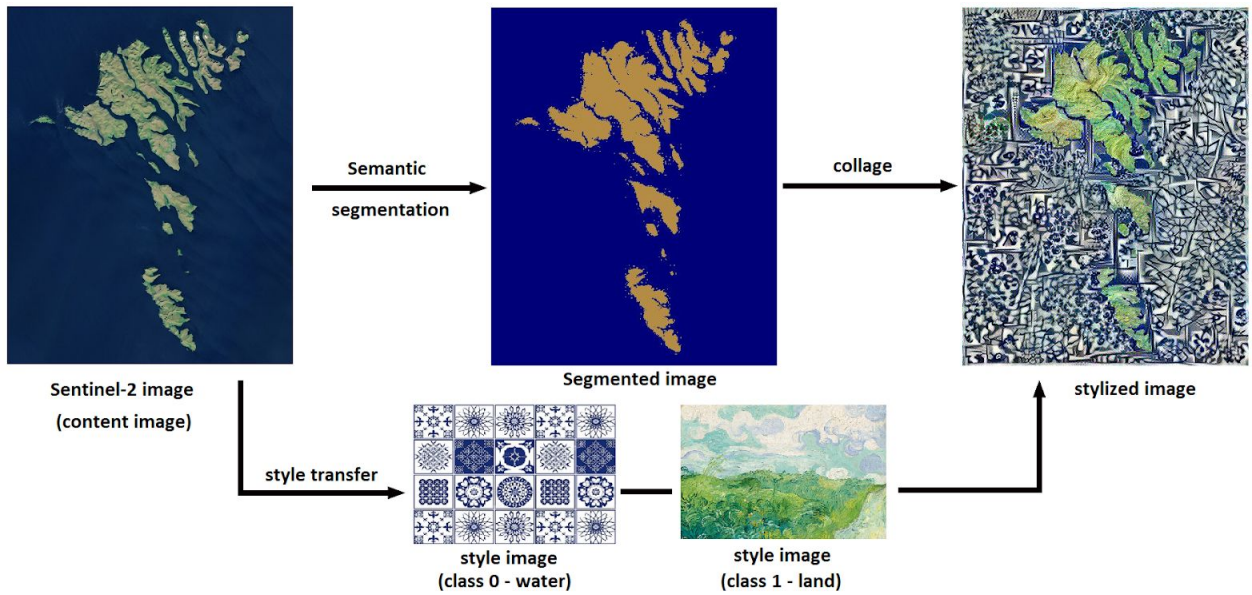 Semantic
segmentation
collage
Sentinel-2 image
(content image)
Segmented image
stylized image
style transfer
style image
(class 0 - water)
style image
(class 1 - land)